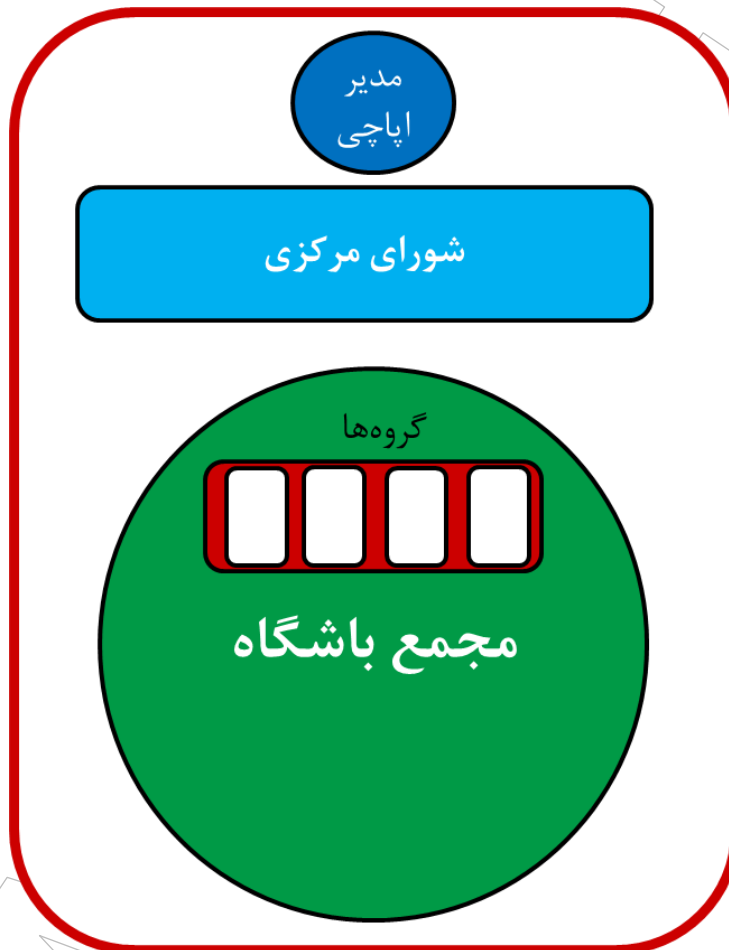 مدیر
اپاچی
شورای مرکزی
گروه‌ها
مجمع باشگاه